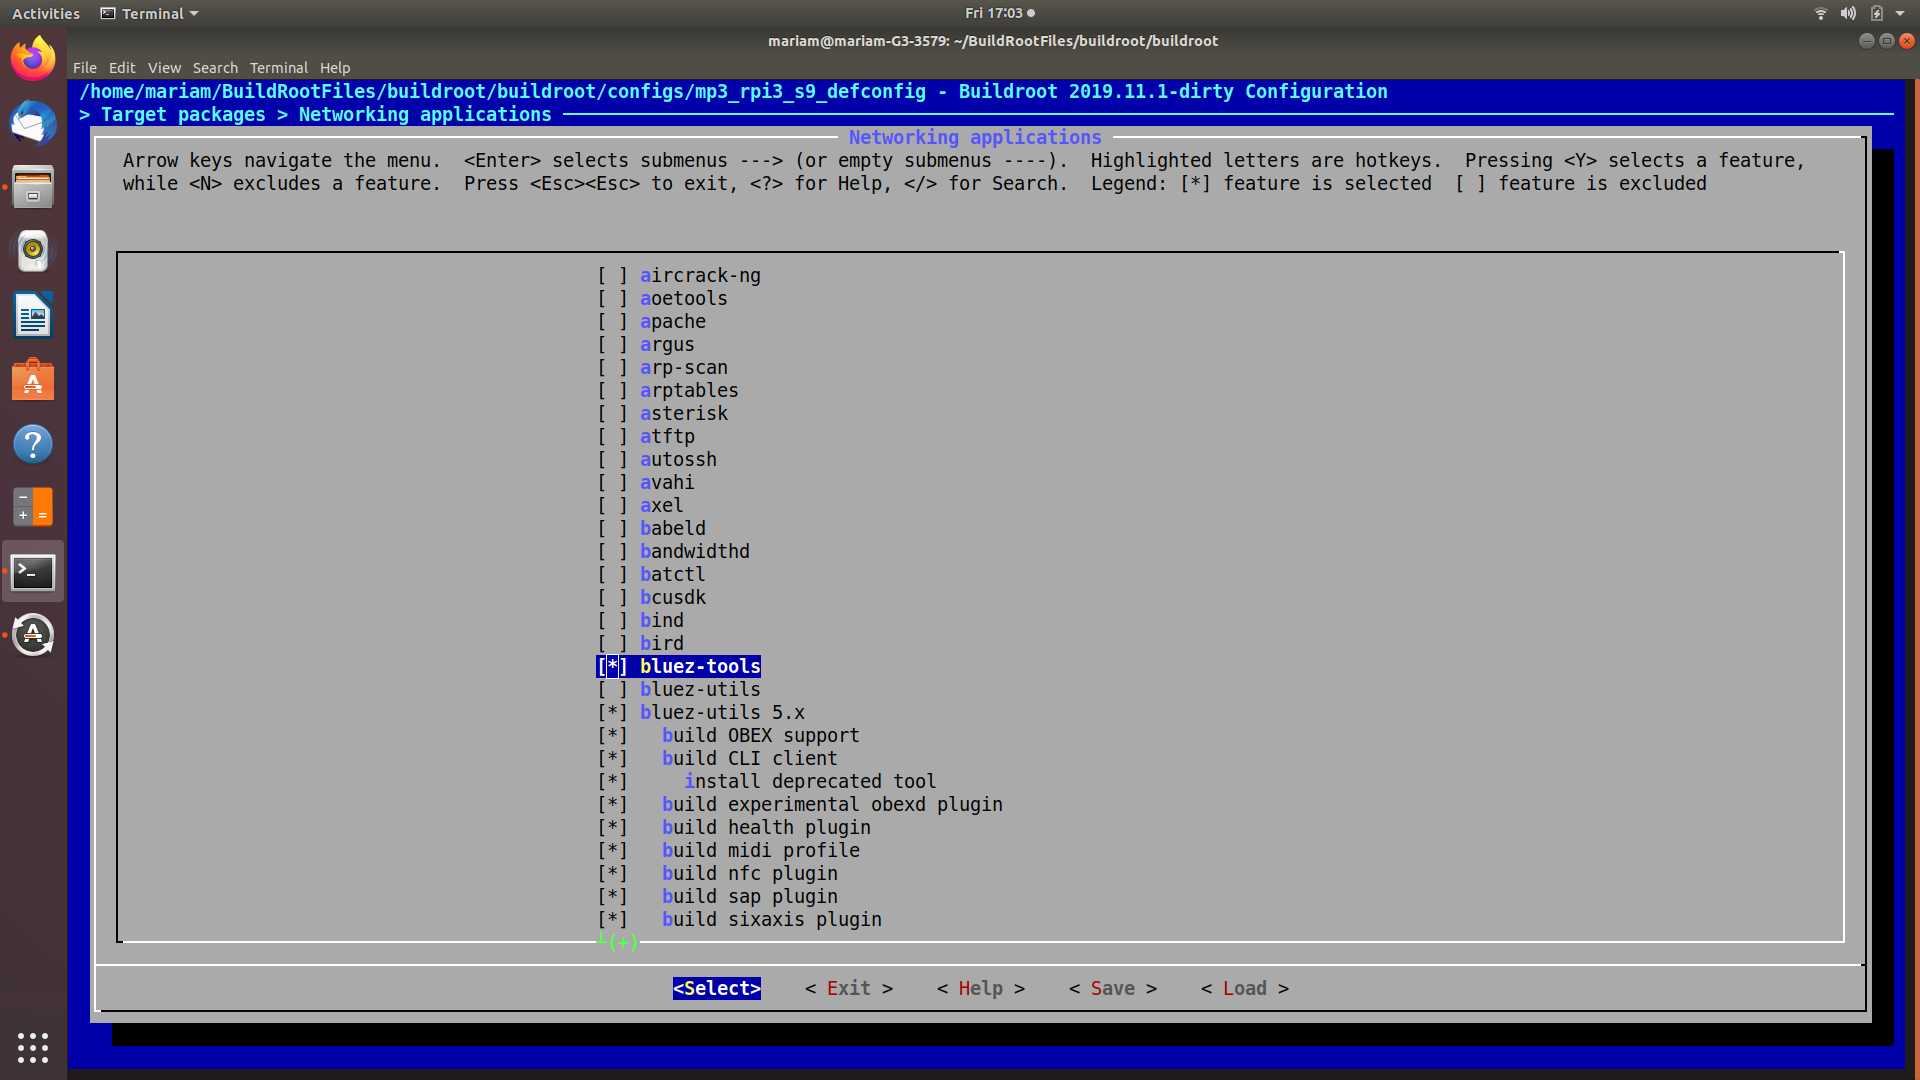 Activities Terminal Fri 17:03
mariam@mariam-G3-3579: ~/BuildRootFiles/buildroot/buildroot
File Edit View Search Terminal Help
/home/mariam/BuildRootFiles/buildroot/buildroot/configs/mp3_rpi3_s9_defconfig - Buildroot 2019.11.1-dirty Configuration
> Target packages > Networking applications
Networking applications
Arrow keys navigate the menu.  <Enter> selects submenus ---> (or empty submenus ----).  Highlighted letters are hotkeys.  Pressing <Y> selects a feature,
while <N> excludes a feature.  Press <Esc><Esc> to exit, <?> for Help, </> for Search.  Legend: [*] feature is selected  [ ] feature is excluded
[ ] aircrack-ng
[ ] aoetools
[ ] apache
[ ] argus
[ ] arp-scan
[ ] arptables
[ ] asterisk
[ ] atftp
[ ] autossh
[ ] avahi
[ ] axel
[ ] babeld
[ ] bandwidthd
[ ] batctl
[ ] bcusdk
[ ] bind
[ ] bird
[*] bluez-tools
[ ] bluez-utils
[*] bluez-utils 5.x
[*]   build OBEX support
[*]   build CLI client
[*]     install deprecated tool
[*]   build experimental obexd plugin
[*]   build health plugin
[*]   build midi profile
[*]   build nfc plugin
[*]   build sap plugin
[*]   build sixaxis plugin
(+)
<Select>    < Exit >    < Help >    < Save >    < Load >